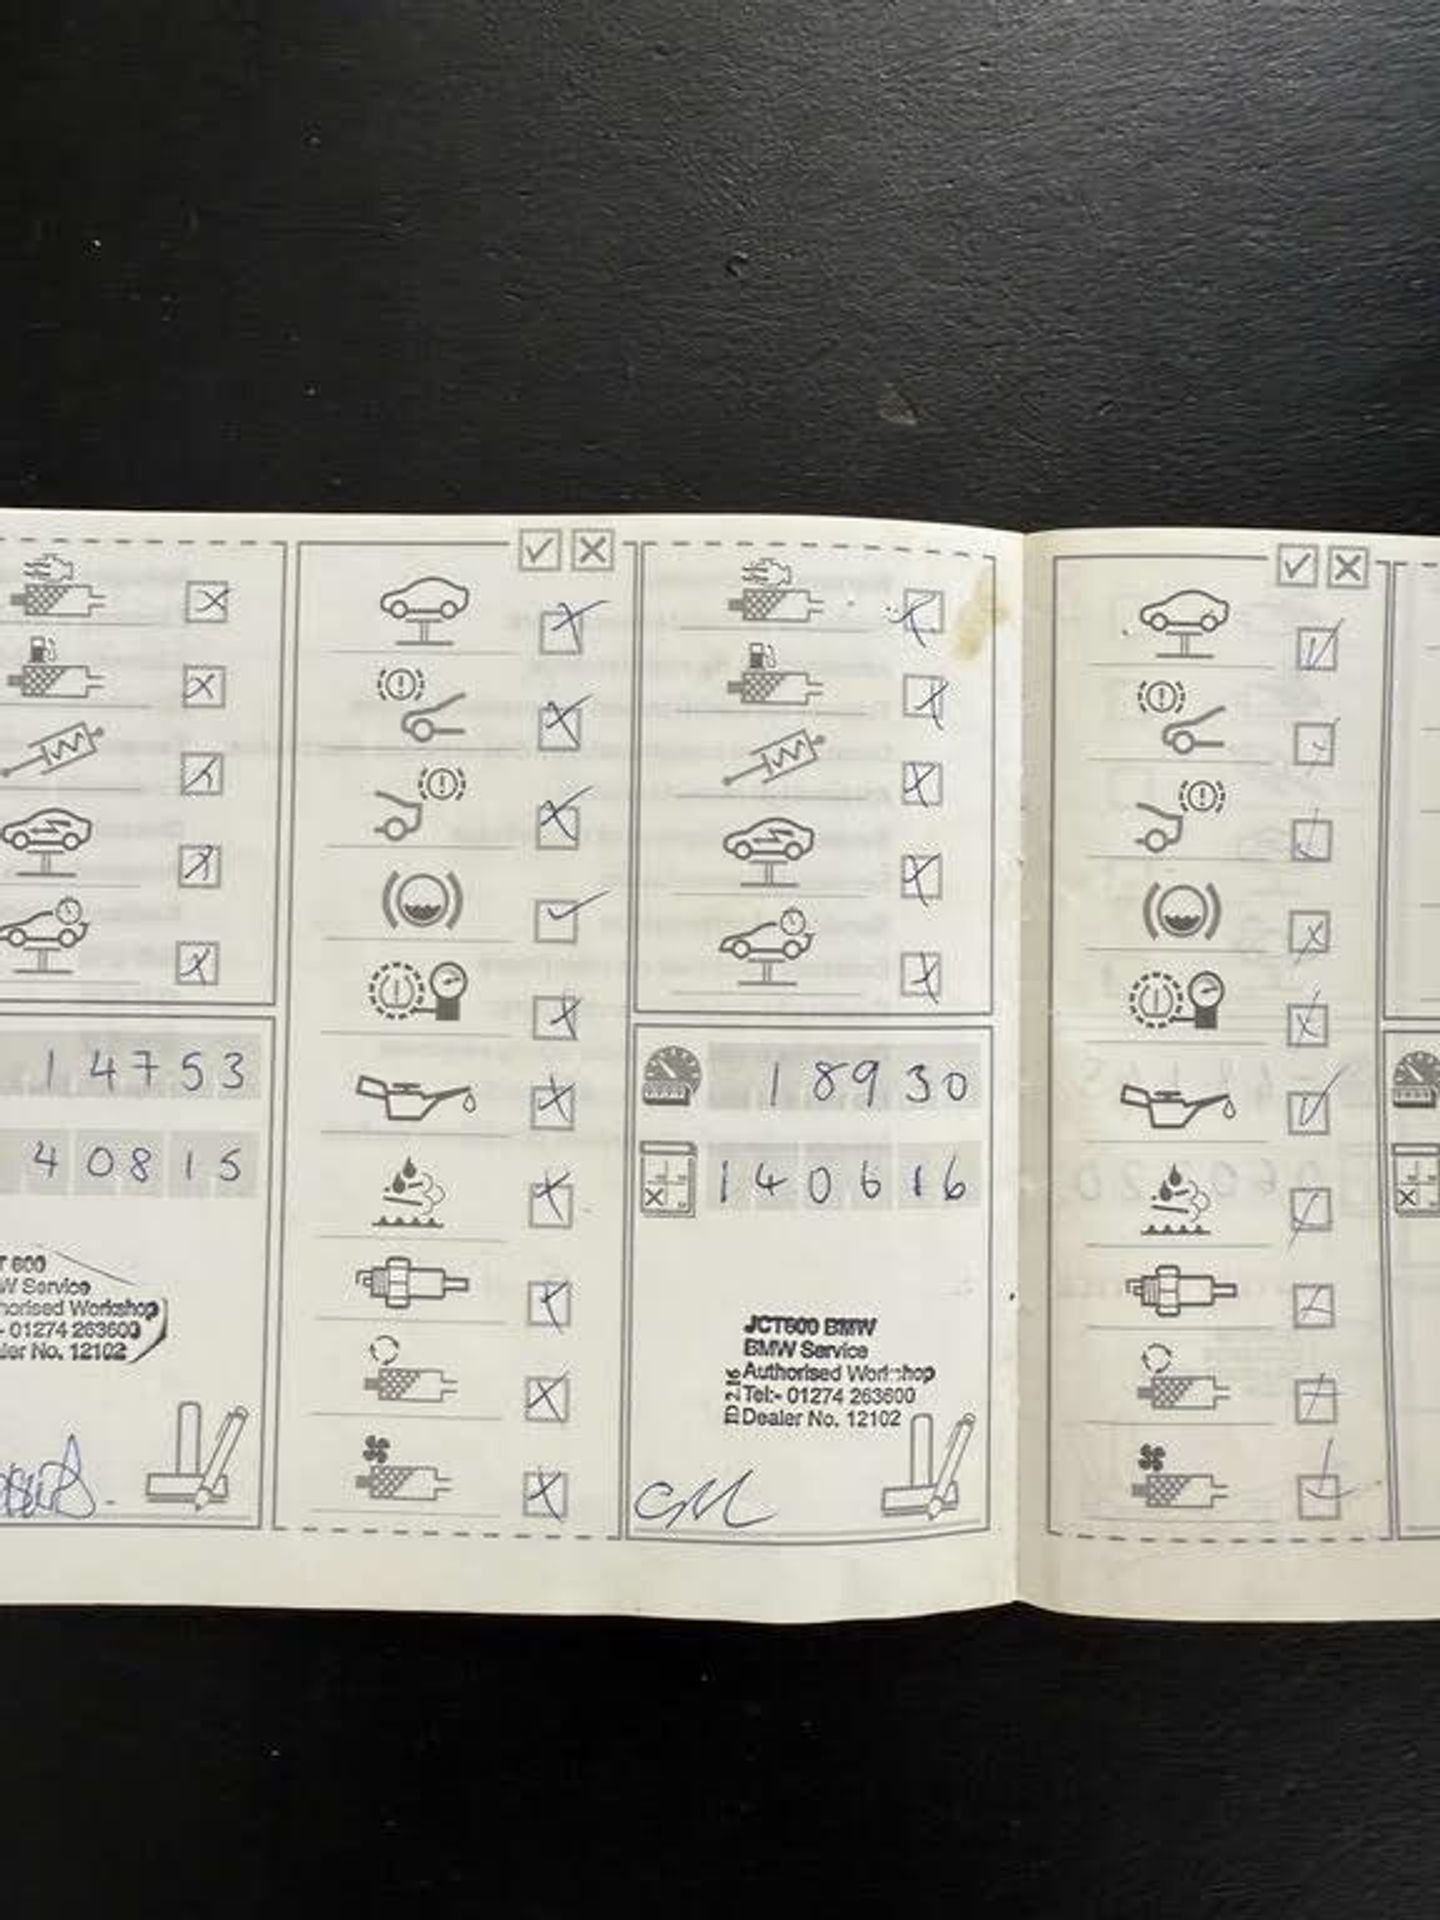 14753
40815
T 600
W Service
horised Workshop
- 01274 263600
ler No. 12102
18930
140616
JCT600 BMW
BMW Service
Authorised Workshop
Tel:- 01274 263600
Dealer No. 12102